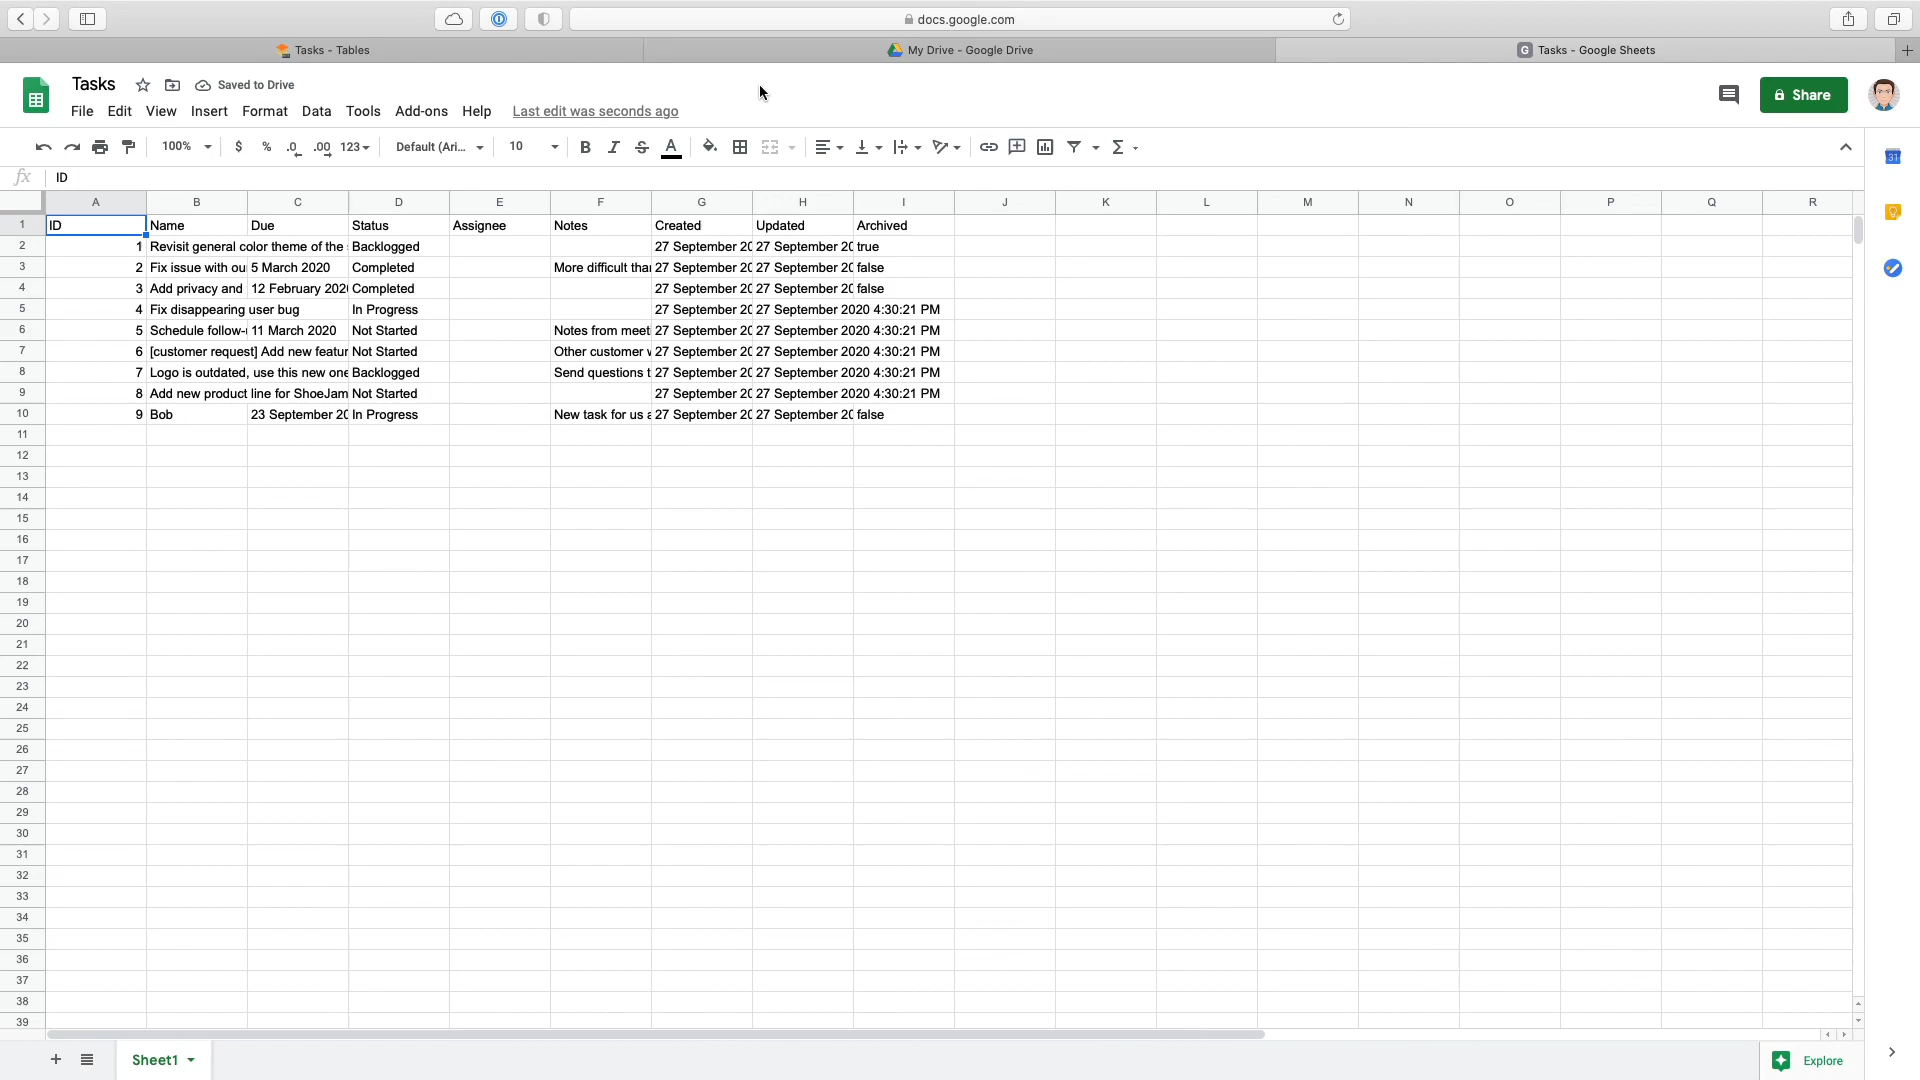 docs.google.com
Tasks - Tables
My Drive - Google Drive
G Tasks - Google Sheets
Tasks Saved to Drive
File Edit View Insert Format Data Tools Add-ons Help Last edit was seconds ago
Share
100% $ % .0 .00 123 Default (Ari... 10 B I S A Σ
31
fx ID
A B C D E F G H I J K L M N O P Q R
1 ID Name Due Status Assignee Notes Created Updated Archived
2 1 Revisit general color theme of the Backlogged 27 September 20 27 September 20 true
3 2 Fix issue with ou 5 March 2020 Completed More difficult tha 27 September 20 27 September 20 false
4 3 Add privacy and 12 February 2020 Completed 27 September 20 27 September 20 false
5 4 Fix disappearing user bug In Progress 27 September 20 27 September 2020 4:30:21 PM
6 5 Schedule follow- 11 March 2020 Not Started Notes from meet 27 September 20 27 September 2020 4:30:21 PM
7 6 [customer request] Add new featur Not Started Other customer 27 September 20 27 September 2020 4:30:21 PM
8 7 Logo is outdated, use this new one Backlogged Send questions t 27 September 20 27 September 2020 4:30:21 PM
9 8 Add new product line for ShoeJam Not Started 27 September 20 27 September 2020 4:30:21 PM
10 9 Bob 23 September 20 In Progress New task for us a 27 September 20 27 September 20 false
11
12
13
14
15
16
17
18
19
20
21
22
23
24
25
26
27
28
29
30
31
32
33
34
35
36
37
38
39
Sheet1
Explore